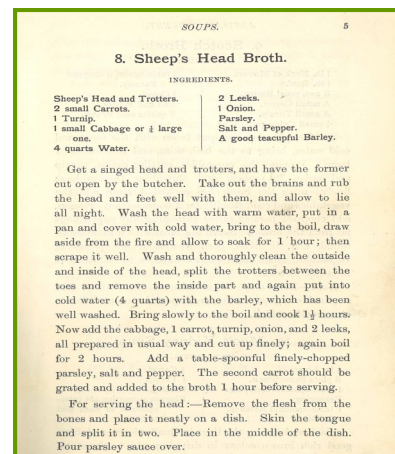 SOUPS. 5
8. Sheep's Head Broth.
INGREDIENTS.
Sheep's Head and Trotters.
2 small Carrots.
1 Turnip.
1 small Cabbage or ½ large
one.
4 quarts Water.
2 Leeks.
1 Onion.
Parsley.
Salt and Pepper.
A good teacupful Barley.
Get a singed head and trotters, and have the former
cut open by the butcher. Take out the brains and rub
the head and feet well with them, and allow to lie
all night. Wash the head with warm water, put in a
pan and cover with cold water, bring to the boil, draw
aside from the fire and allow to soak for 1 hour; then
scrape it well. Wash and thoroughly clean the outside
and inside of the head, split the trotters between the
toes and remove the inside part and again put into
cold water (4 quarts) with the barley, which has been
well washed. Bring slowly to the boil and cook 1½ hours.
Now add the cabbage, 1 carrot, turnip, onion, and 2 leeks,
all prepared in usual way and cut up finely; again boil
for 2 hours. Add a table-spoonful finely-chopped
parsley, salt and pepper. The second carrot should be
grated and added to the broth 1 hour before serving.
For serving the head:—Remove the flesh from the
bones and place it neatly on a dish. Skin the tongue
and split it in two. Place in the middle of the dish.
Pour parsley sauce over.